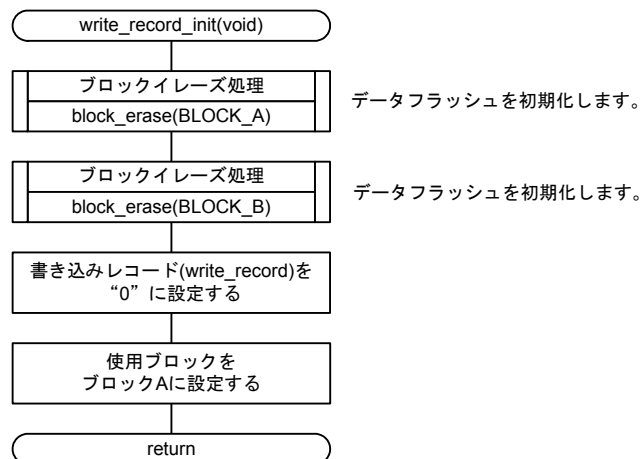 write_record_init(void)
ブロックイレーズ処理
block_erase(BLOCK_A)
データフラッシュを初期化します。
ブロックイレーズ処理
block_erase(BLOCK_B)
データフラッシュを初期化します。
書き込みレコード(write_record)を
“0”に設定する
使用ブロックを
ブロックAに設定する
return